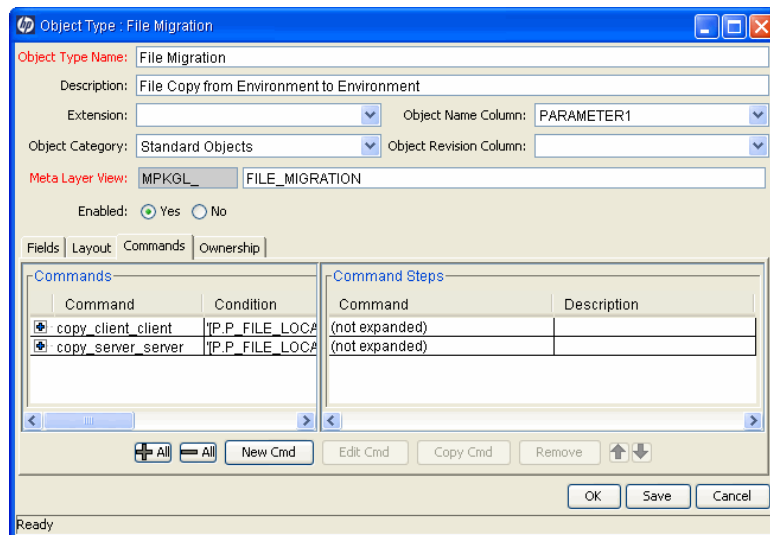 hp Object Type : File Migration
Object Type Name: File Migration
Description: File Copy from Environment to Environment
Extension: Object Name Column: PARAMETER1
Object Category: Standard Objects Object Revision Column:
Meta Layer View: MPKGL_ FILE_MIGRATION
Enabled: Yes No
Fields Layout Commands Ownership
Commands Command Steps
Command Condition Command Description
copy_client_client '[P.P_FILE_LOCA (not expanded)
copy_server_server '[P.P_FILE_LOCA (not expanded)
All All New Cmd Edit Cmd Copy Cmd Remove
OK Save Cancel
Ready